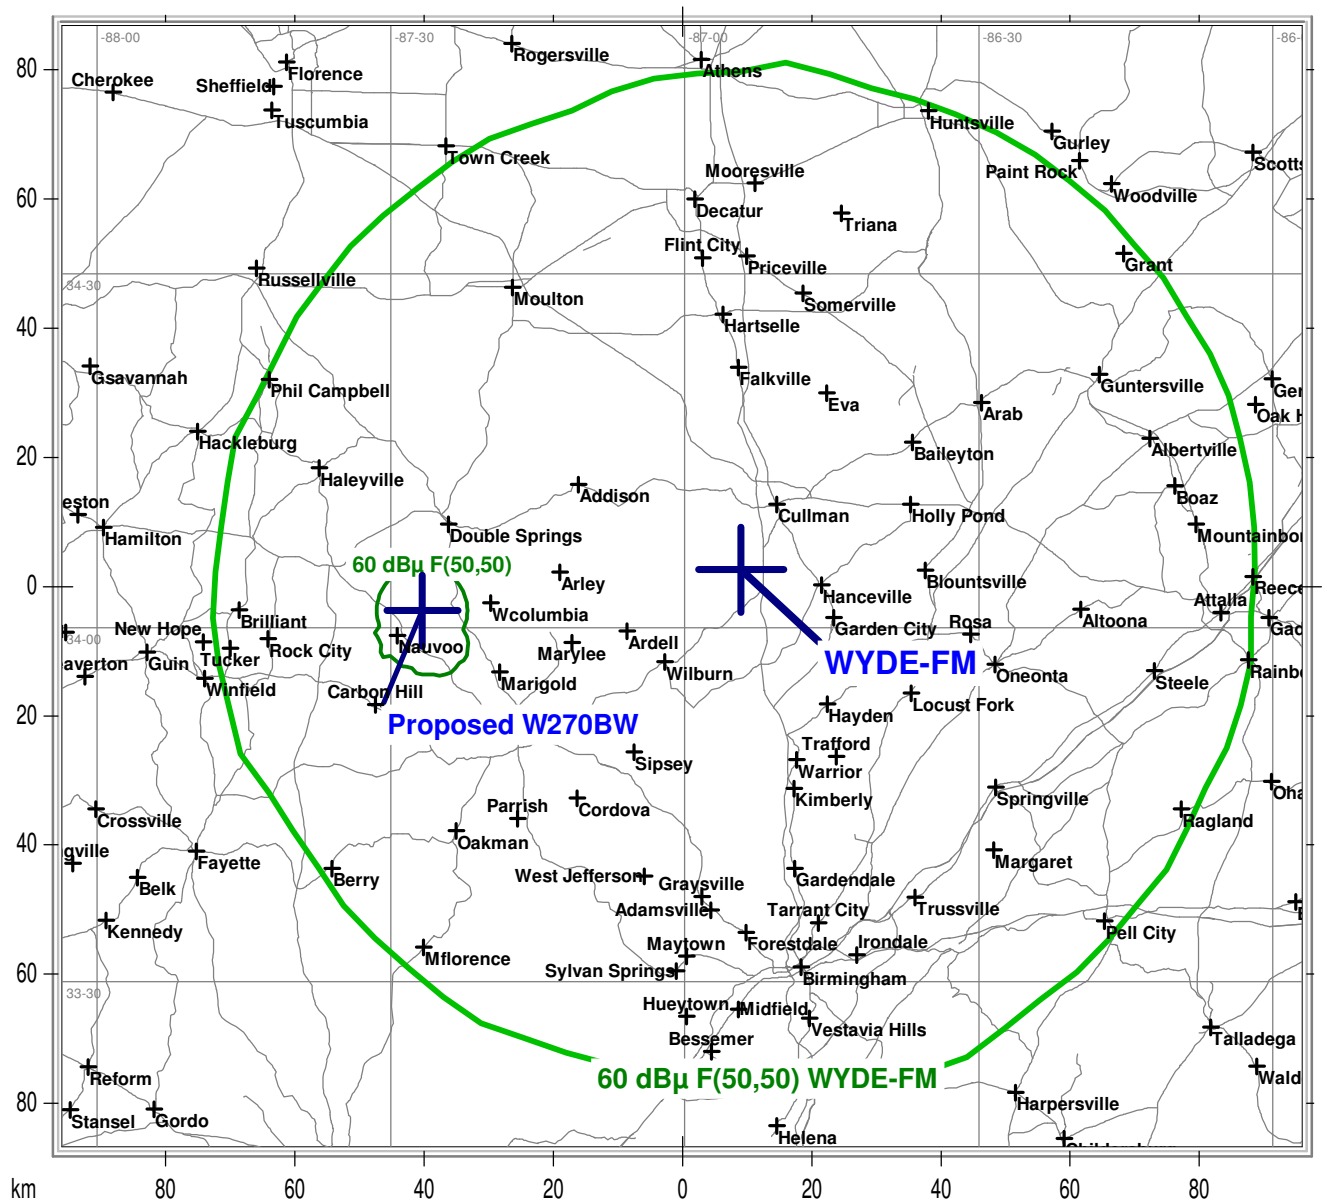 -88-00
-87-30
-87-00
-86-30
-86-
Rogersville
Florence
Athens
80
Cherokee
Sheffield
Tuscumbia
Huntsville
Gurley
Town Creek
Scotts
Mooresville
Paint Rock
Woodville
60
Decatur
Triana
Flint City
Priceville
Grant
Russellville
34-30
Moulton
Somerville
Hartselle
40
Gsavannah
Phil Campbell
Falkville
Guntersville
Eva
Arab
Oak H
Hackleburg
Baileyton
Albertville
20
Haleyville
Addison
Boaz
eston
Cullman
Holly Pond
Hamilton
Double Springs
Mountainbor
60 dBµ F(50,50)
Arley
Blountsville
0
Hanceville
Reece
Attalla
Wcolumbia
Brilliant
New Hope
Garden City
Rosa
Altoona
34-00
Rock City
Nauvoo
Ardell
Marylee
averton
Guin
Tucker
Wilburn
WYDE-FM
Oneonta
Steele
Rainb
Winfield
Marigold
Carbon Hill
Locust Fork
20
Proposed W270BW
Hayden
Trafford
Sipsey
Warrior
Kimberly
Springville
Oha
Parrish
Cordova
Crossville
Ragland
40
Oakman
gville
Fayette
Margaret
Belk
Berry
West Jefferson
Graysville
Gardendale
Adamsville
Tarrant City
Trussville
Kennedy
Maytown
Forestdale
Irondale
Pell City
Mflorence
60
Sylvan Springs
Birmingham
33-30
Hueytown
Midfield
Vestavia Hills
Bessemer
Talladega
Reform
60 dBµ F(50,50) WYDE-FM
Wald
80
Stansel
Gordo
Harpersville
Helena
km
80
60
40
20
0
20
40
60
80